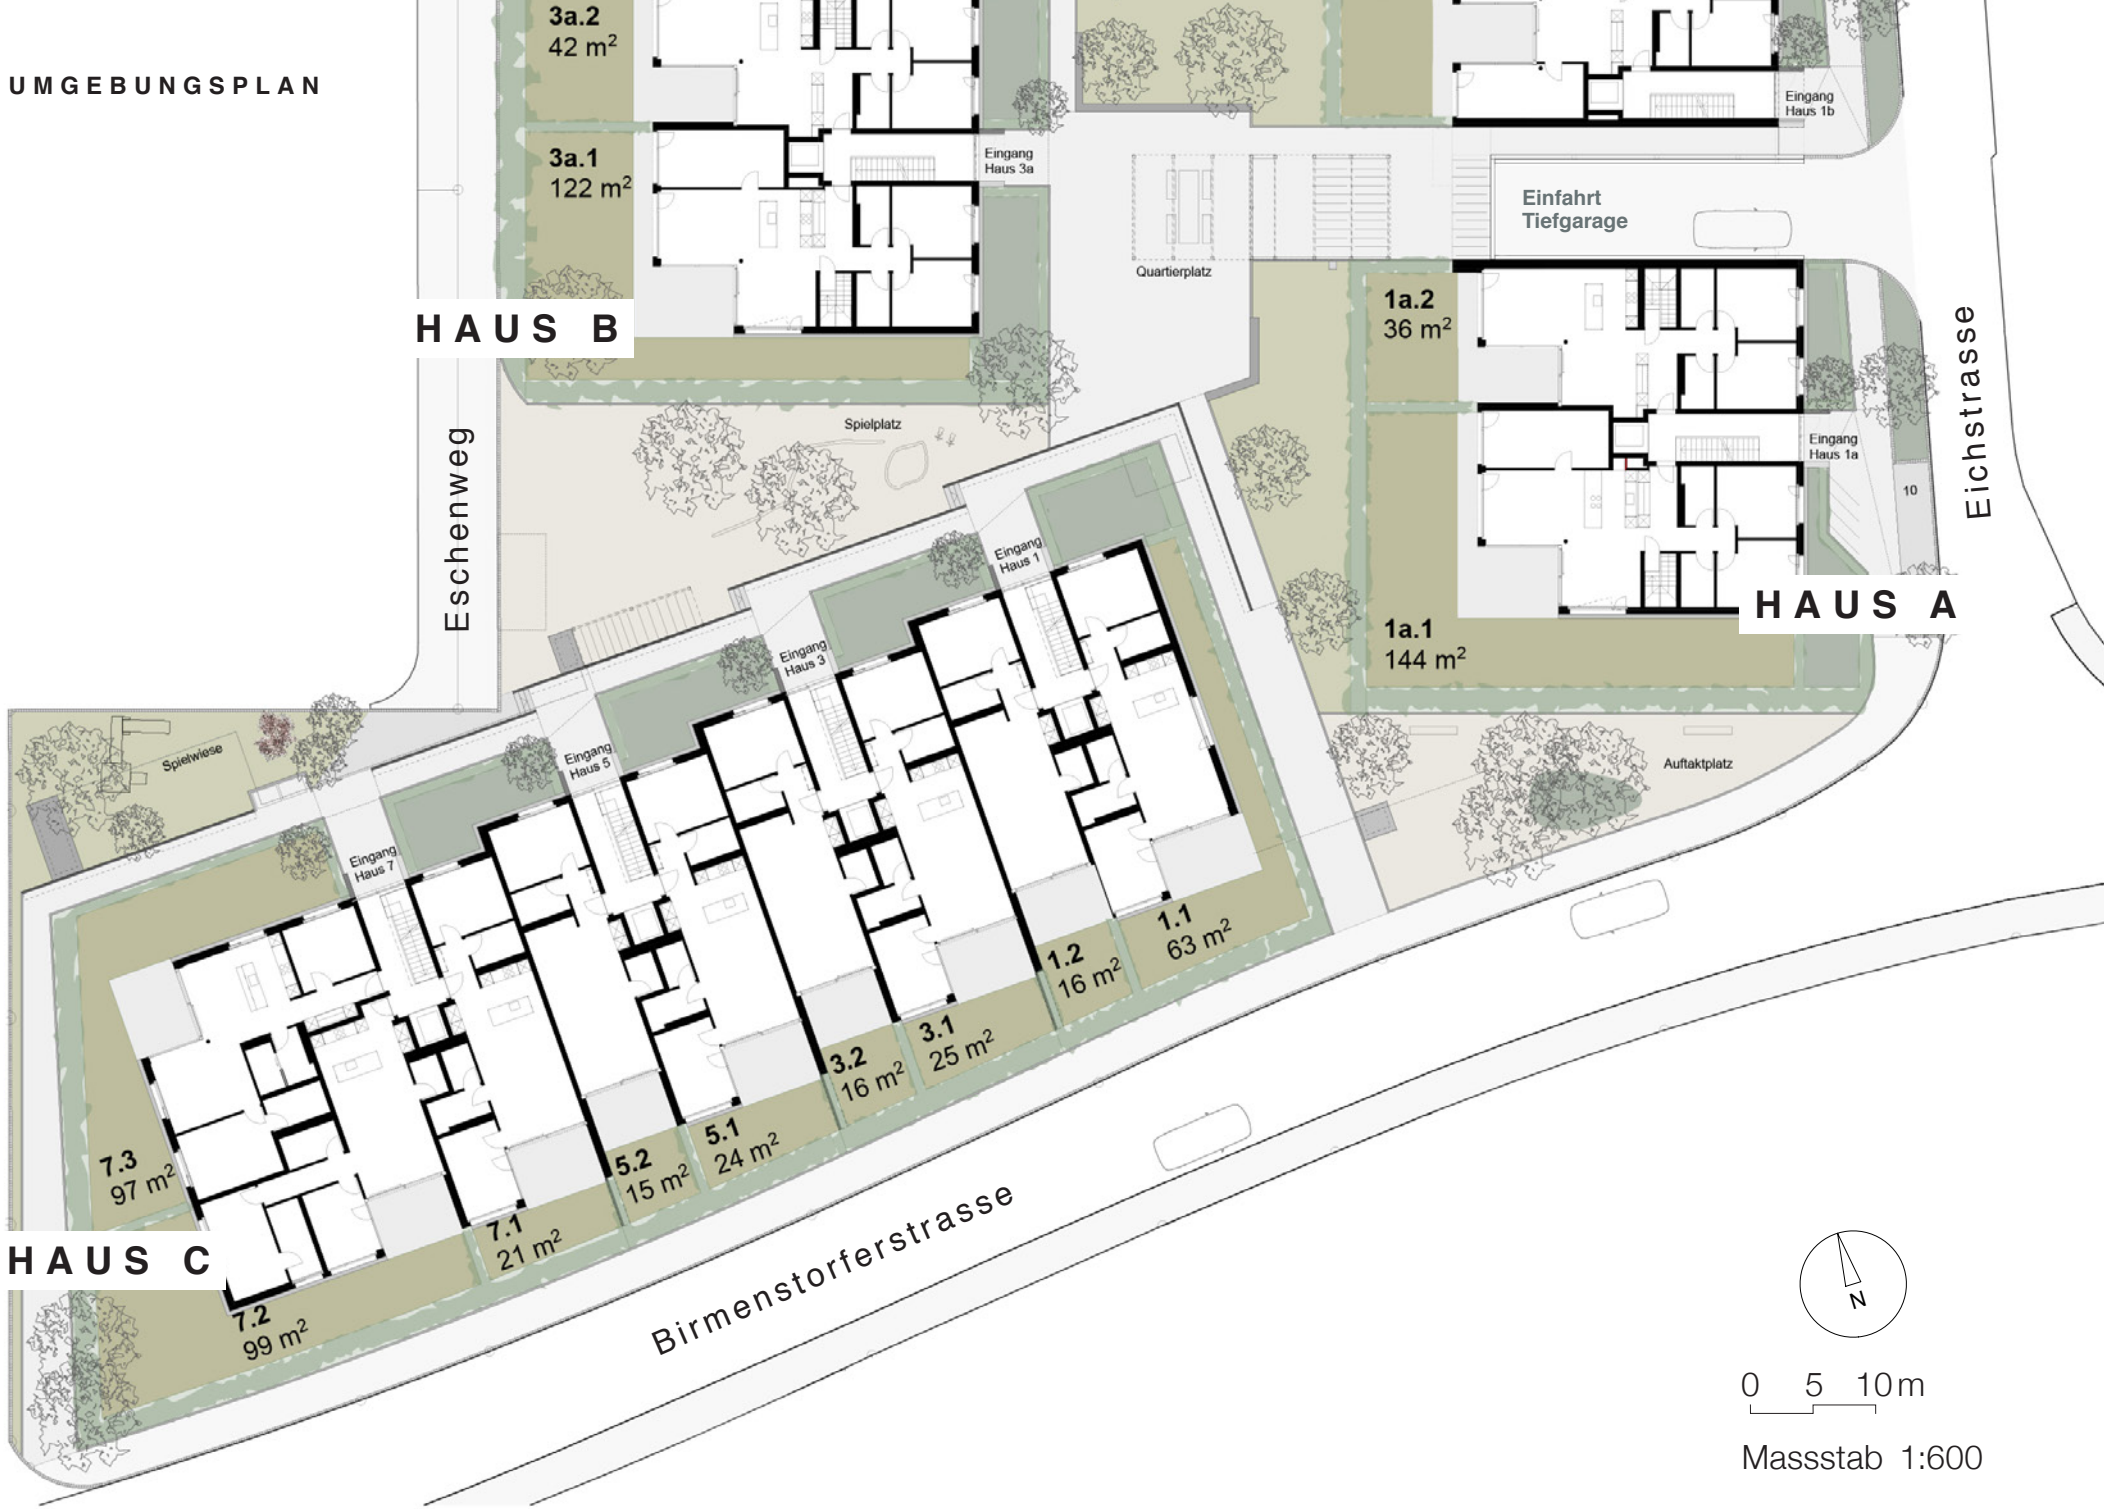 3a.2
42 m²
UMGEBUNGSPLAN
Eingang
Haus 1b
3a.1
122 m²
Eingang
Haus 3a
Einfahrt
Tiefgarage
Quartierplatz
HAUS B
1a.2
36 m²
Eichstrasse
Spielplatz
Eschenweg
Eingang
Haus 1a
10
Eingang
Haus 1
HAUS A
1a.1
144 m²
Eingang
Haus 3
Spielwiese
Eingang
Haus 5
Auftaktplatz
Eingang
Haus 7
1.1
63 m²
1.2
16 m²
3.1
25 m²
3.2
16 m²
5.1
24 m²
5.2
15 m²
7.3
97 m²
7.1
21 m²
HAUS C
7.2
99 m²
Birmenstorferstrasse
N
0 5 10 m
Massstab 1:600